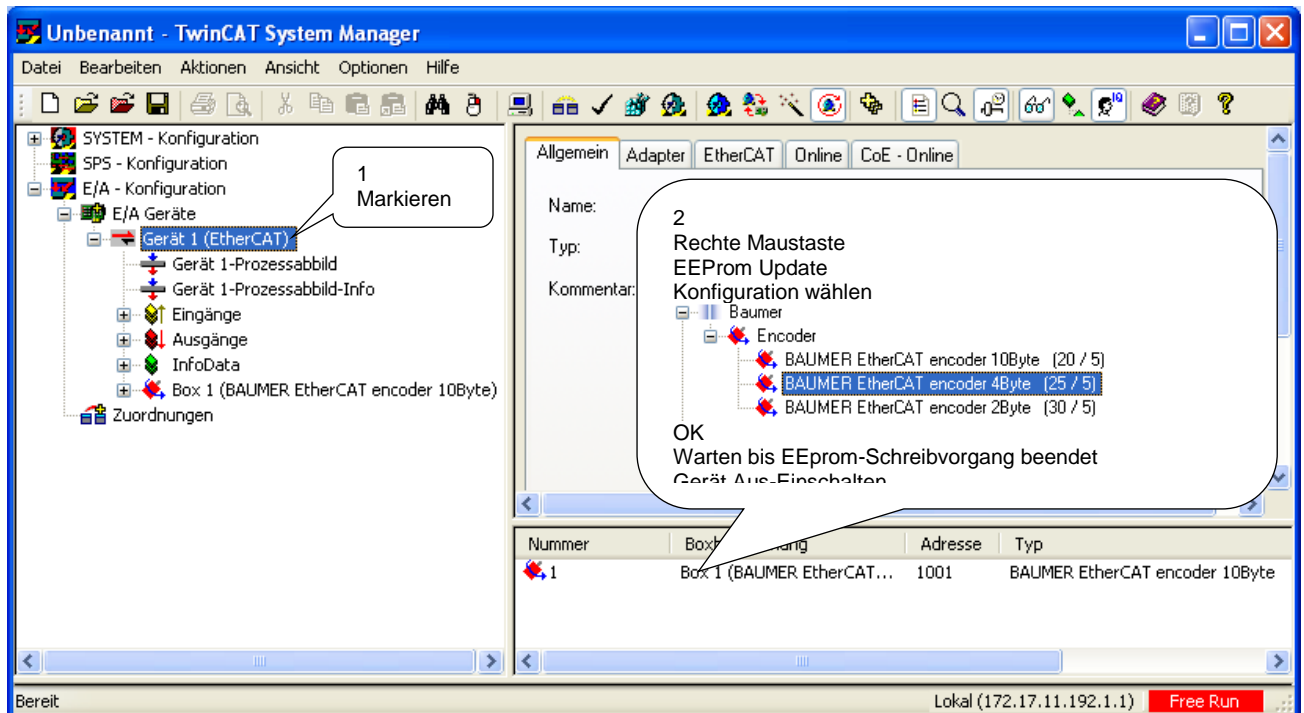 Unbenannt - TwinCAT System Manager
Datei Bearbeiten Aktionen Ansicht Optionen Hilfe
SYSTEM - Konfiguration
SPS - Konfiguration
E/A - Konfiguration
E/A Geräte
Gerät 1 (EtherCAT)
Gerät 1-Prozessabbild
Gerät 1-Prozessabbild-Info
Eingänge
Ausgänge
InfoData
Box 1 (BAUMER EtherCAT encoder 10Byte)
Zuordnungen
1
Markieren
Allgemein Adapter EtherCAT Online CoE - Online
Name:
Typ:
Kommentar:
2
Rechte Maustaste
EEProm Update
Konfiguration wählen
Baumer
Encoder
BAUMER EtherCAT encoder 10Byte (20 / 5)
BAUMER EtherCAT encoder 4Byte (25 / 5)
BAUMER EtherCAT encoder 2Byte (30 / 5)
OK
Warten bis EEprom-Schreibvorgang beendet
Gerät Aus-Einschalten
Nummer Adresse Typ
1 Box 1 (BAUMER EtherCAT... 1001 BAUMER EtherCAT encoder 10Byte
Bereit Lokal (172.17.11.192.1.1) Free Run